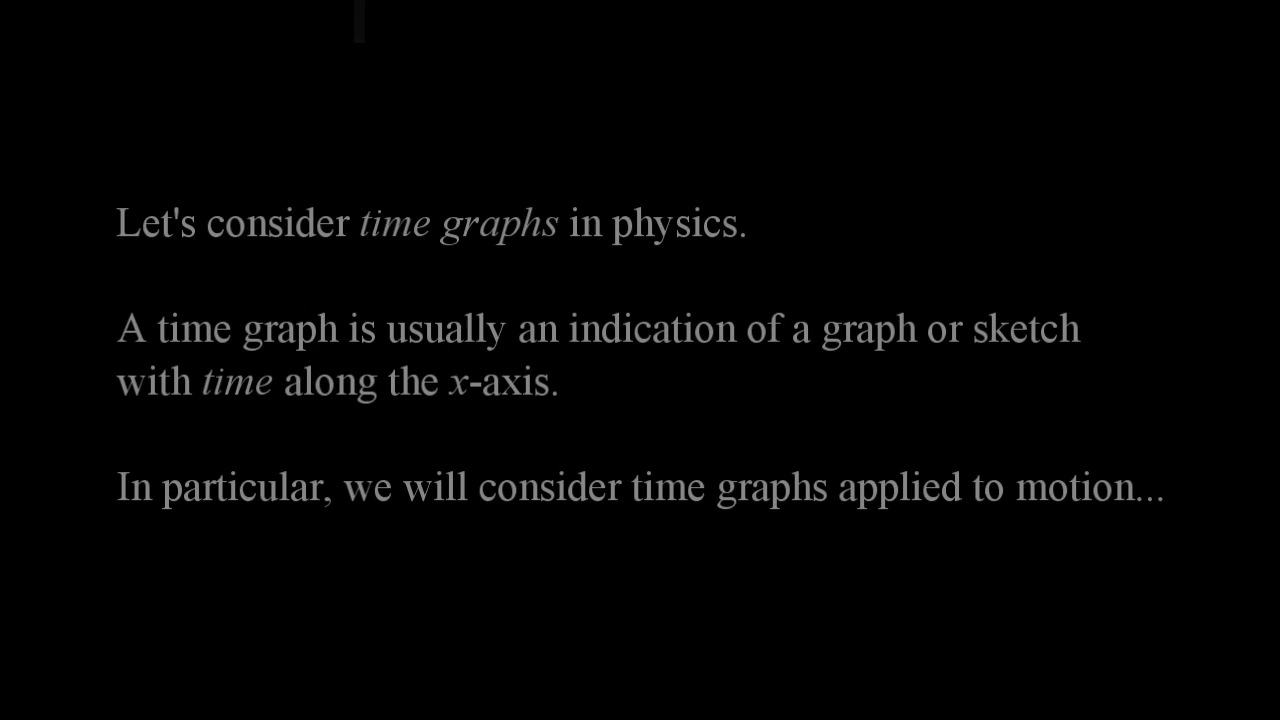 Let's consider time graphs in physics.
A time graph is usually an indication of a graph or sketch
with time along the x-axis.
In particular, we will consider time graphs applied to motion...